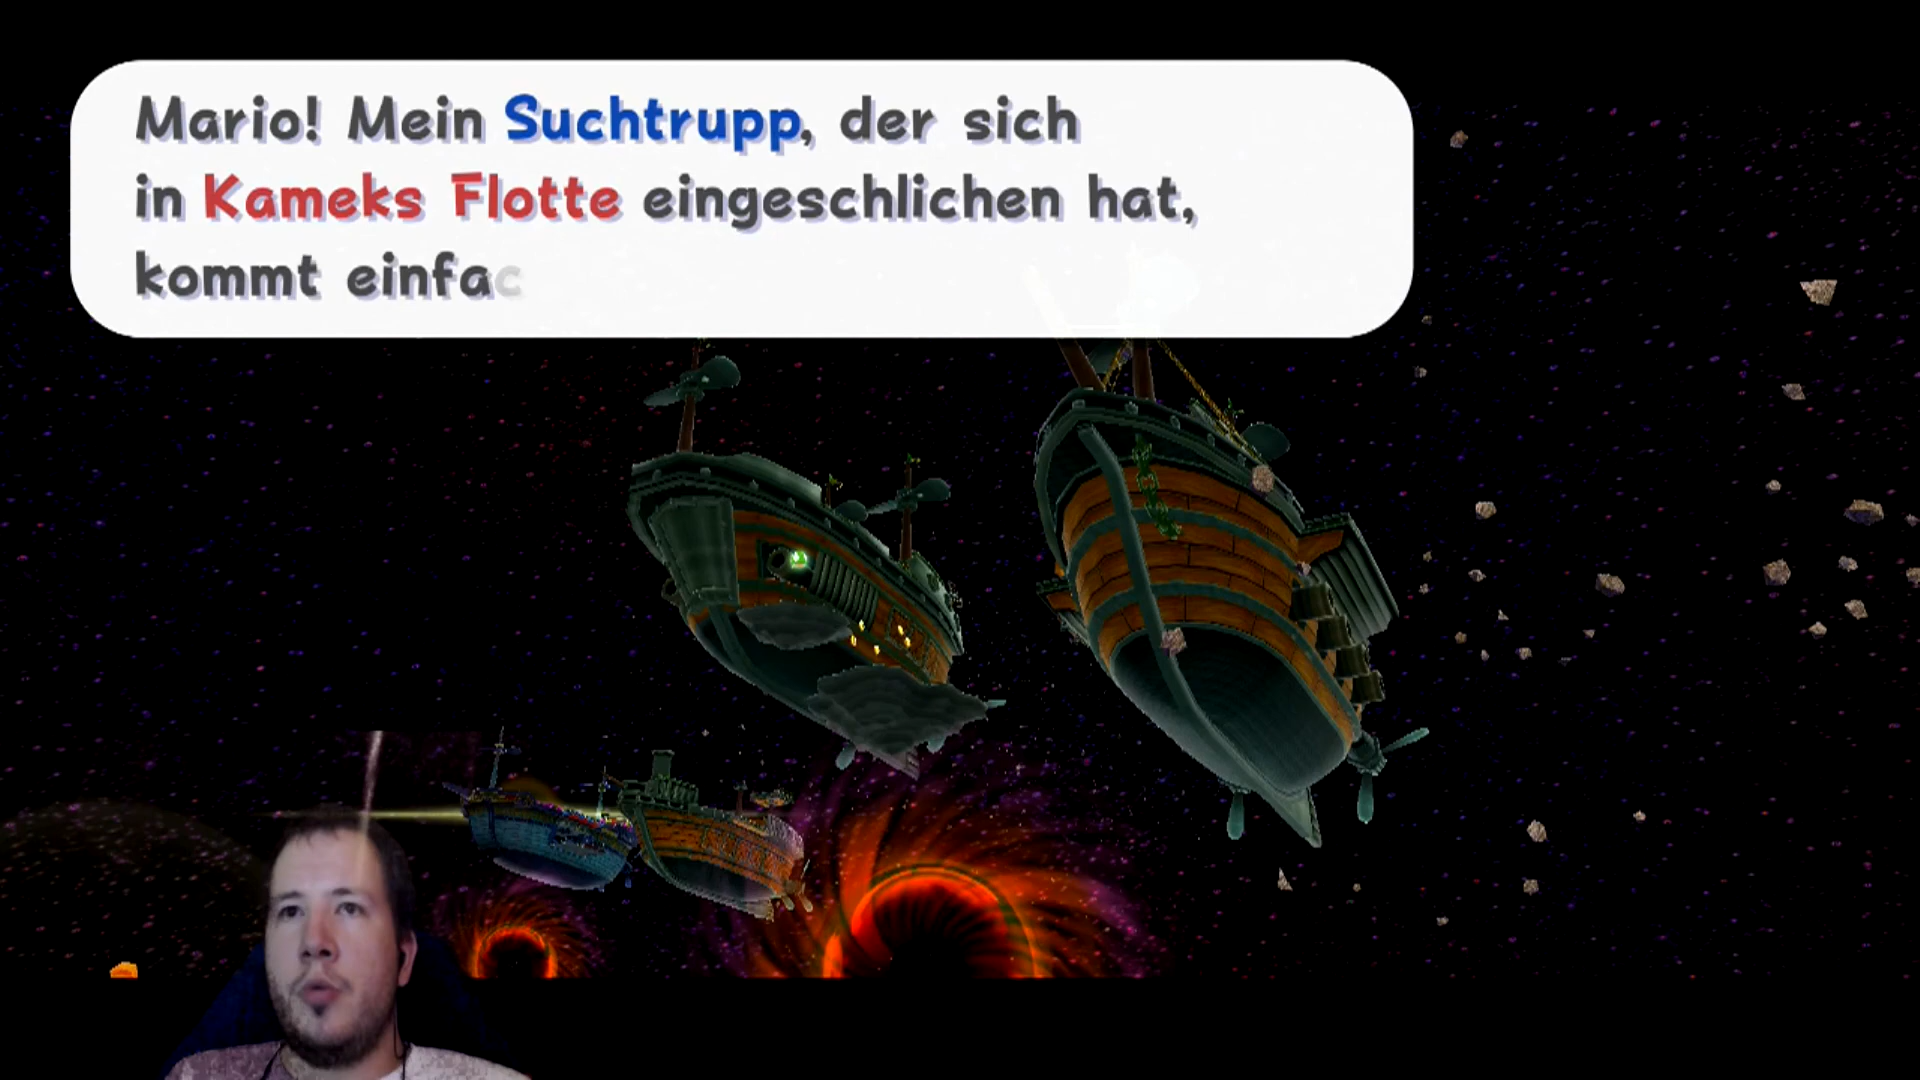 Mario! Mein Suchtrupp, der sich
in Kameks Flotte eingeschlichen hat,
kommt einfac